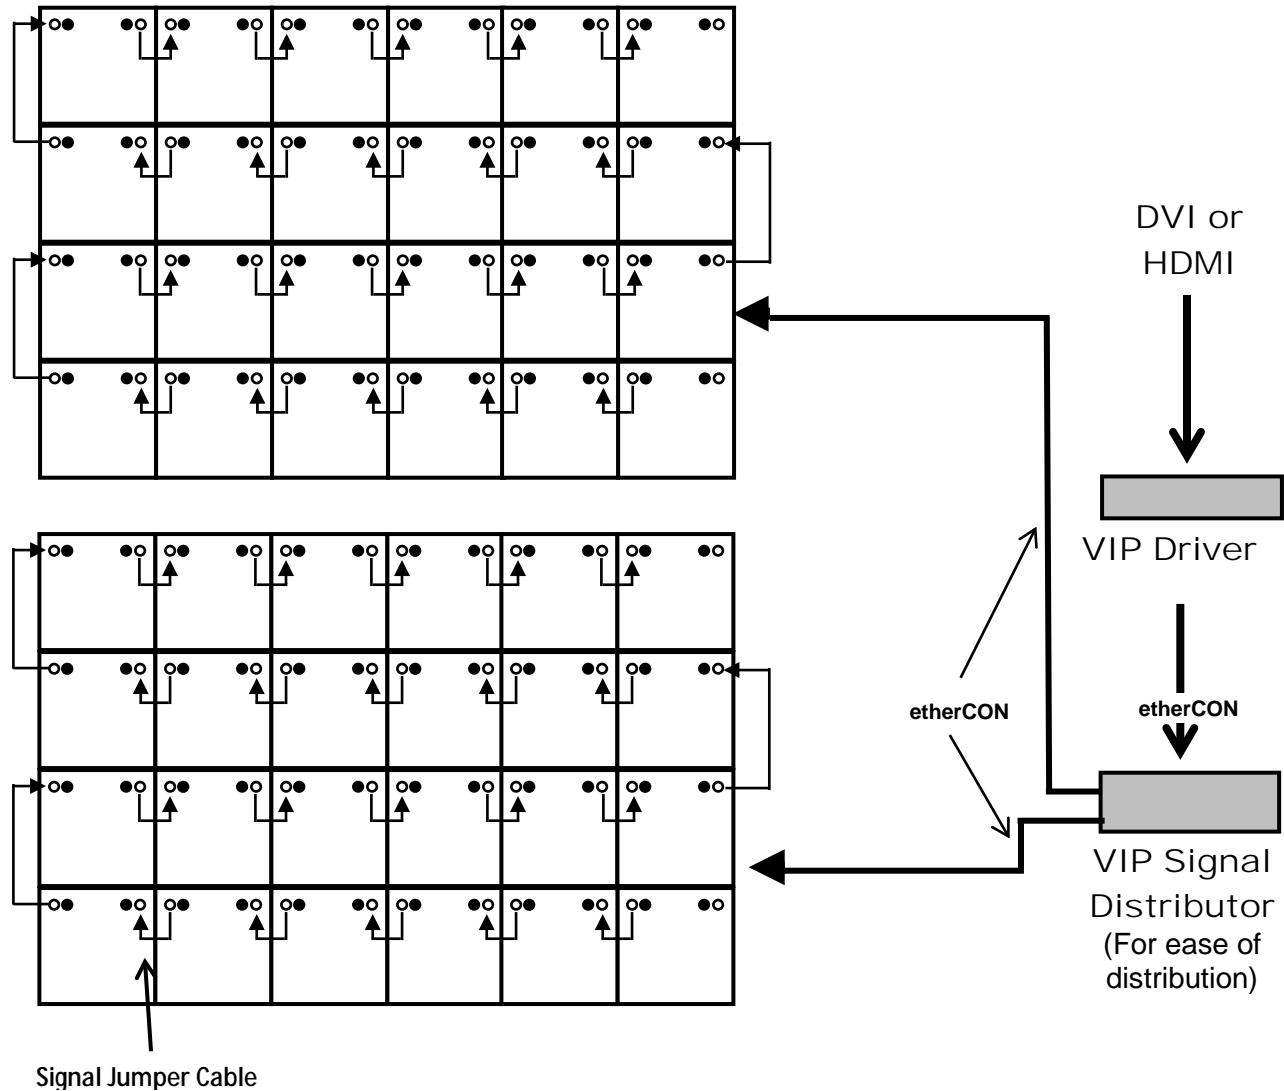 DVI or
HDMI
VIP Driver
etherCON
etherCON
VIP Signal
Distributor
(For ease of
distribution)
Signal Jumper Cable